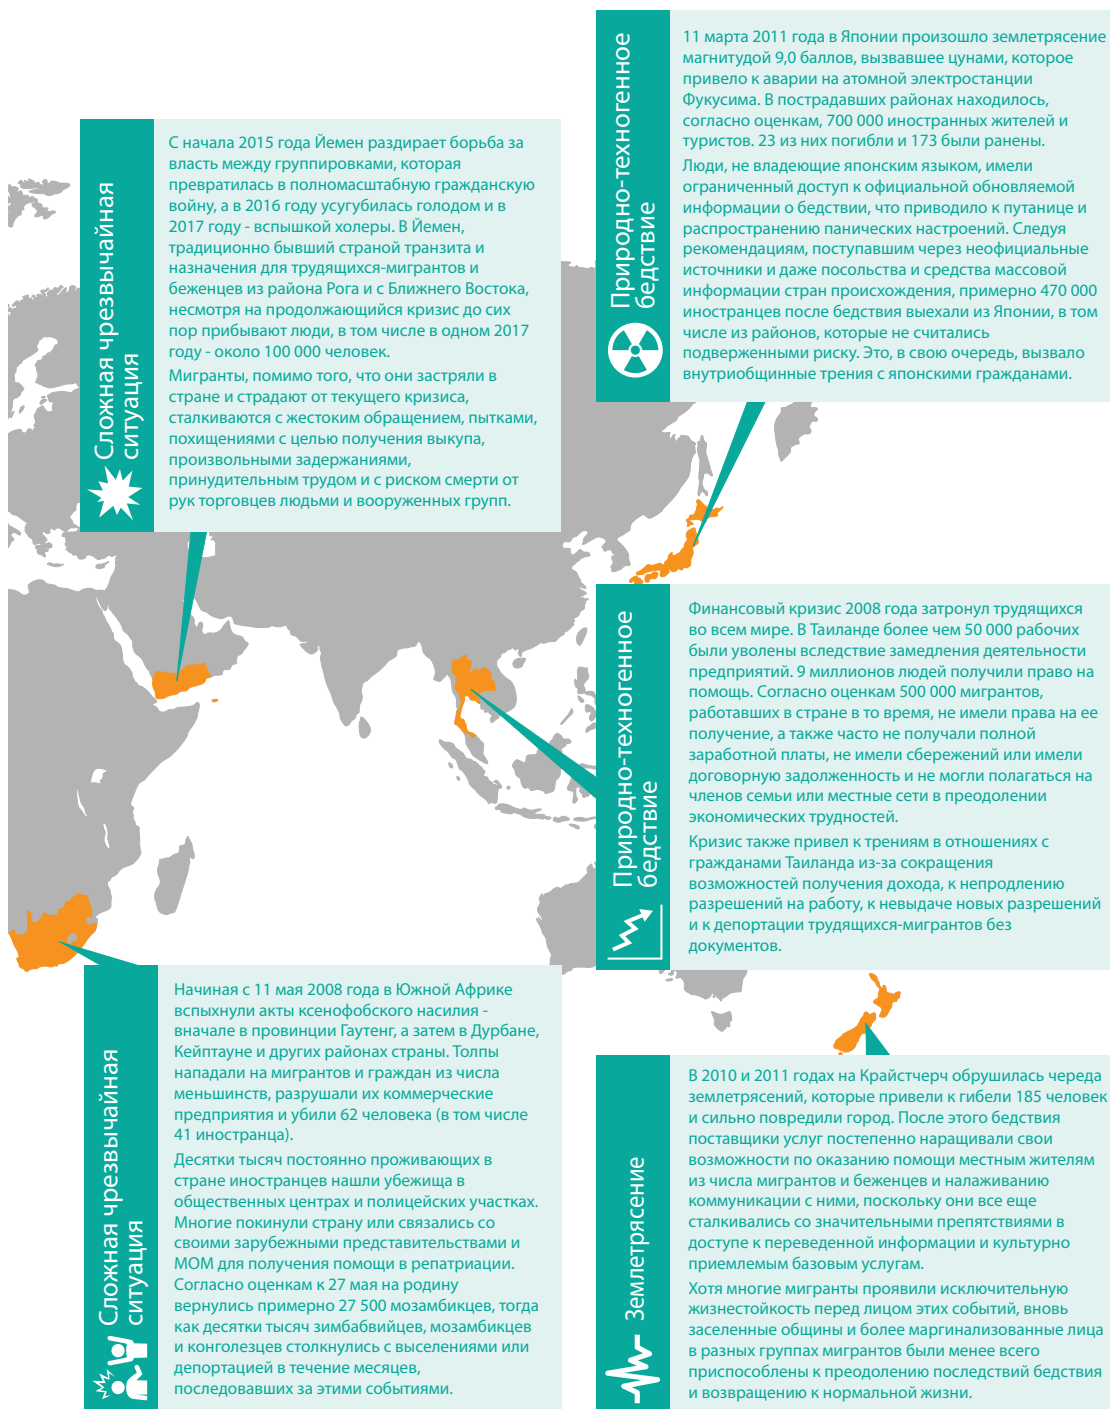 Природно-техногенное
бедствие
11 марта 2011 года в Японии произошло землетрясение
магнитудой 9,0 баллов, вызвавшее цунами, которое
привело к аварии на атомной электростанции
Фукусима. В пострадавших районах находилось,
согласно оценкам, 700 000 иностранных жителей и
туристов. 23 из них погибли и 173 были ранены.
Люди, не владеющие японским языком, имели
ограниченный доступ к официальной обновляемой
информации о бедствии, что приводило к путанице и
распространению панических настроений. Следуя
рекомендациям, поступавшим через неофициальные
источники и даже посольства и средства массовой
информации стран происхождения, примерно 470 000
иностранцев после бедствия выехали из Японии, в том
числе из районов, которые не считались
подверженными риску. Это, в свою очередь, вызвало
внутриобщинные трения с японскими гражданами.
Сложная чрезвычайная
ситуация
С начала 2015 года Йемен раздирает борьба за
власть между группировками, которая
превратилась в полномасштабную гражданскую
войну, а в 2016 году усугубилась голодом и в
2017 году - вспышкой холеры. В Йемен,
традиционно бывший страной транзита и
назначения для трудящихся-мигрантов и
беженцев из района Рога и с Ближнего Востока,
несмотря на продолжающийся кризис до сих
пор прибывают люди, в том числе в одном 2017
году - около 100 000 человек.
Мигранты, помимо того, что они застряли в
стране и страдают от текущего кризиса,
сталкиваются с жестоким обращением, пытками,
похищениями с целью получения выкупа,
произвольными задержаниями,
принудительным трудом и с риском смерти от
рук торговцев людьми и вооруженных групп.
Природно-техногенное
бедствие
Финансовый кризис 2008 года затронул трудящихся
во всем мире. В Таиланде более чем 50 000 рабочих
были уволены вследствие замедления деятельности
предприятий. 9 миллионов людей получили право на
помощь. Согласно оценкам 500 000 мигрантов,
работавших в стране в то время, не имели права на ее
получение, а также часто не получали полной
заработной платы, не имели сбережений или имели
договорную задолженность и не могли полагаться на
членов семьи или местные сети в преодолении
экономических трудностей.
Кризис также привел к трениям в отношениях с
гражданами Таиланда из-за сокращения
возможностей получения дохода, к непродлению
разрешений на работу, к невыдаче новых разрешений
и к депортации трудящихся-мигрантов без
документов.
Сложная чрезвычайная
ситуация
Начиная с 11 мая 2008 года в Южной Африке
вспыхнули акты ксенофобского насилия -
вначале в провинции Гаутенг, а затем в Дурбане,
Кейптауне и других районах страны. Толпы
нападали на мигрантов и граждан из числа
меньшинств, разрушали их коммерческие
предприятия и убили 62 человека (в том числе
41 иностранца).
Десятки тысяч постоянно проживающих в
стране иностранцев нашли убежища в
общественных центрах и полицейских участках.
Многие покинули страну или связались со
своими зарубежными представительствами и
МОМ для получения помощи в репатриации.
Согласно оценкам к 27 мая на родину
вернулись примерно 27 500 мозамбикцев, тогда
как десятки тысяч зимбабвийцев, мозамбикцев
и конголезцев столкнулись с выселениями или
депортацией в течение месяцев,
последовавших за этими событиями.
Землетрясение
В 2010 и 2011 годах на Крайстчерч обрушилась череда
землетрясений, которые привели к гибели 185 человек
и сильно повредили город. После этого бедствия
поставщики услуг постепенно наращивали свои
возможности по оказанию помощи местным жителям
из числа мигрантов и беженцев и налаживанию
коммуникации с ними, поскольку они все еще
сталкивались со значительными препятствиями в
доступе к переведенной информации и культурно
приемлемым базовым услугам.
Хотя многие мигранты проявили исключительную
жизнестойкость перед лицом этих событий, вновь
заселенные общины и более маргинализованные лица
в разных группах мигрантов были менее всего
приспособлены к преодолению последствий бедствия
и возвращению к нормальной жизни.